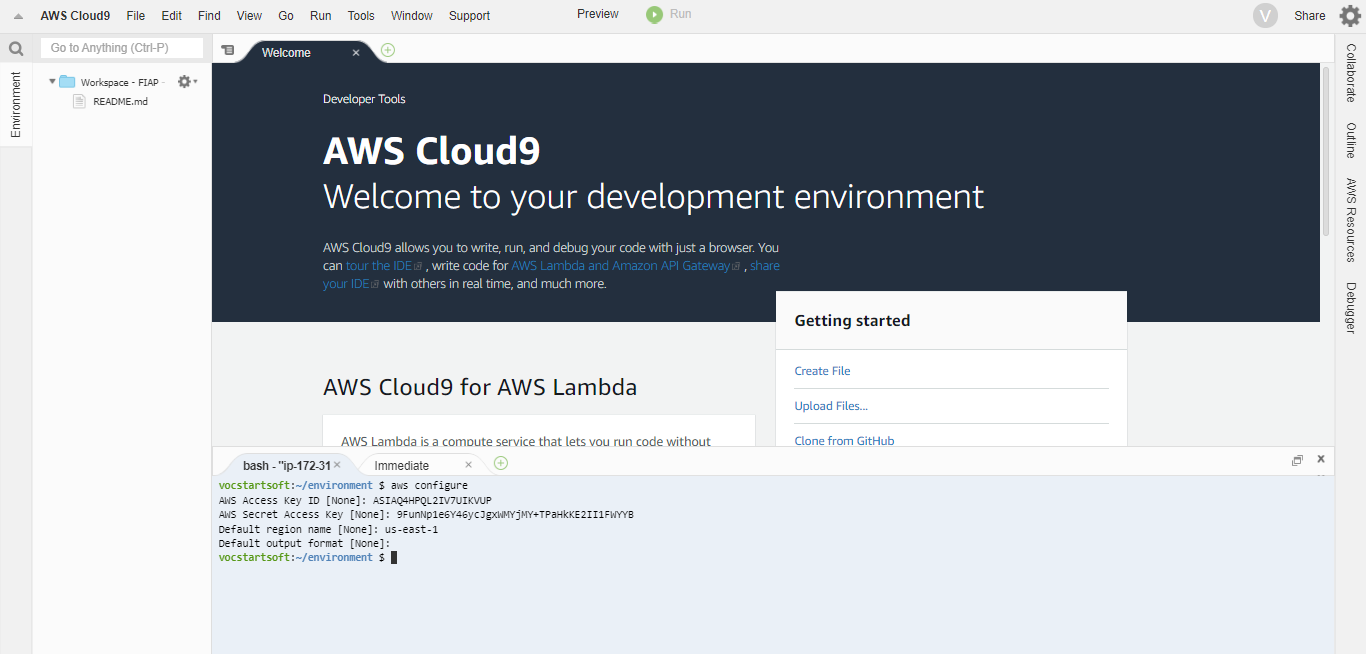 AWS Cloud9 File Edit Find View Go Run Tools Window Support Preview Run V Share
Go to Anything (Ctrl-P)
Environment
Workspace - FIAP -
README.md
Welcome
Developer Tools
AWS Cloud9
Welcome to your development environment
AWS Cloud9 allows you to write, run, and debug your code with just a browser. You
can tour the IDE , write code for AWS Lambda and Amazon API Gateway , share
your IDE with others in real time, and much more.
Getting started
Create File
Upload Files...
Clone from GitHub
AWS Cloud9 for AWS Lambda
AWS Lambda is a compute service that lets you run code without
bash - "ip-172-31
Immediate
vocstartsoft:~/environment $ aws configure
AWS Access Key ID [None]: ASIAQ4HPQL2IV7UIKVUP
AWS Secret Access Key [None]: 9FunNp1e6Y46ycJgxWMYjMY+TPaHkKE2II1FWYYB
Default region name [None]: us-east-1
Default output format [None]:
vocstartsoft:~/environment $
Collaborate
Outline
AWS Resources
Debugger